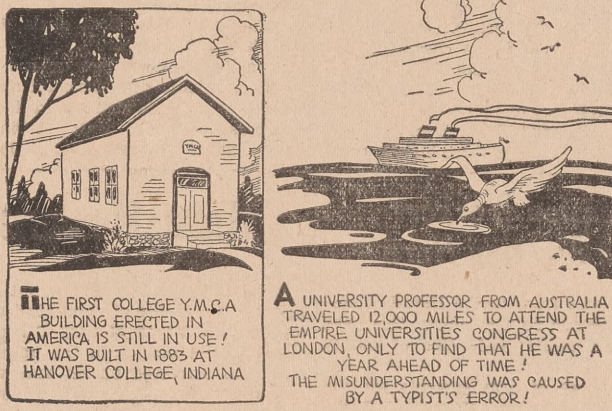 Y.M.C.A
THE FIRST COLLEGE Y.M.C.A
BUILDING ERECTED IN
AMERICA IS STILL IN USE!
IT WAS BUILT IN 1883 AT
HANOVER COLLEGE, INDIANA
A UNIVERSITY PROFESSOR FROM AUSTRALIA
TRAVELED 12,000 MILES TO ATTEND THE
EMPIRE UNIVERSITIES CONGRESS AT
LONDON, ONLY TO FIND THAT HE WAS A
YEAR AHEAD OF TIME!
THE MISUNDERSTANDING WAS CAUSED
BY A TYPIST'S ERROR!